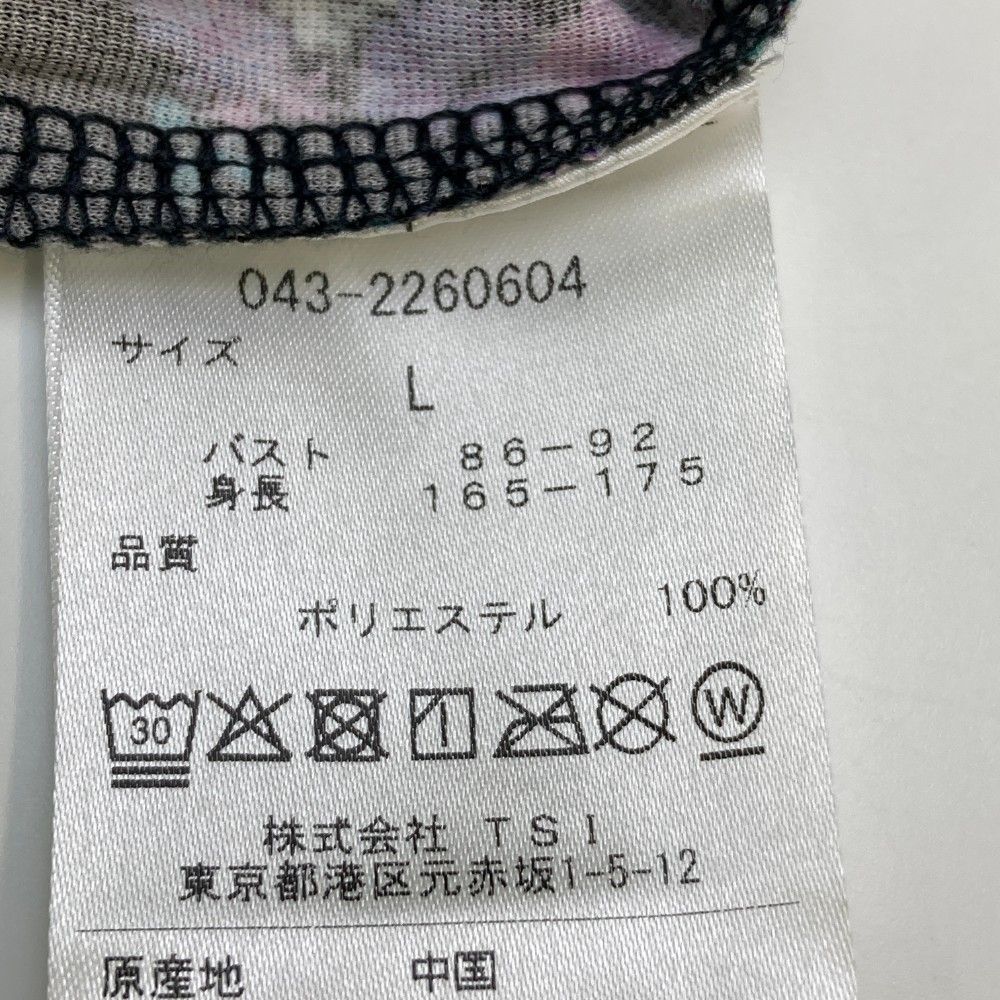 043-2260604
サイズ
L
バスト 86-92
身長 165-175
品質
ポリエステル 100%
30 W
株式会社 TSI
東京都港区元赤坂1-5-12
原産地 中国